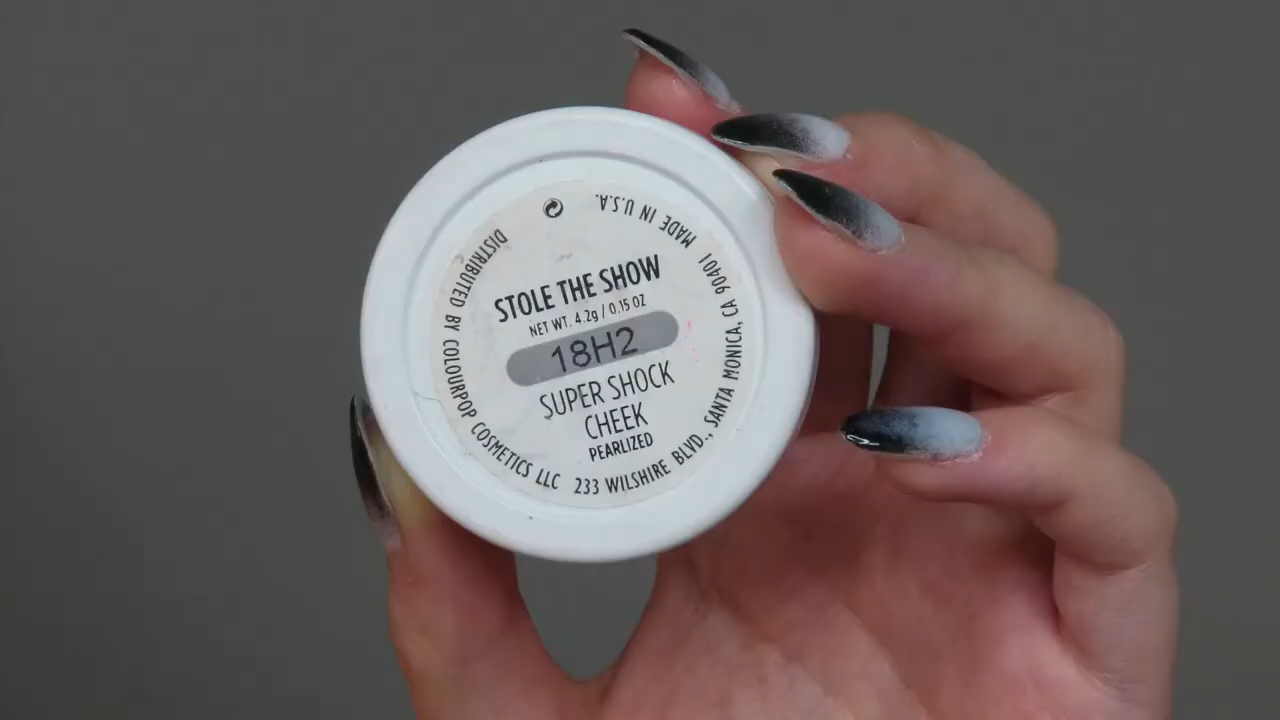 STOLE THE SHOW
NET WT. 4.2g / 0.15 OZ
18H2
SUPER SHOCK
CHEEK
PEARLIZED
DISTRIBUTED BY COLOURPOP COSMETICS LLC 233 WILSHIRE BLVD., SANTA MONICA, CA 90401 MADE IN U.S.A.